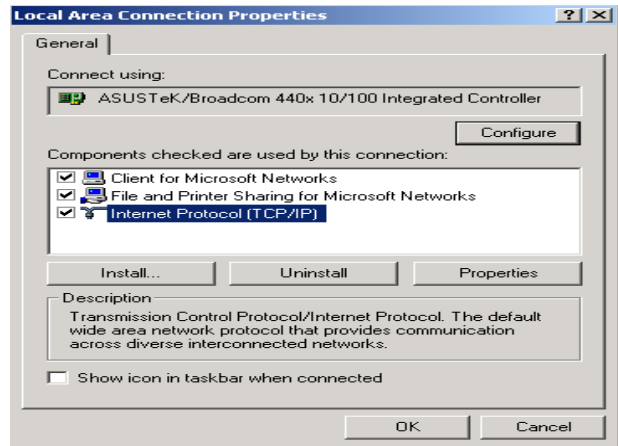 Local Area Connection Properties
General
Connect using:
ASUSTeK/Broadcom 440x 10/100 Integrated Controller
Configure
Components checked are used by this connection:
Client for Microsoft Networks
File and Printer Sharing for Microsoft Networks
Internet Protocol (TCP/IP)
Install...    Uninstall    Properties
Description
Transmission Control Protocol/Internet Protocol. The default
wide area network protocol that provides communication
across diverse interconnected networks.
Show icon in taskbar when connected
OK    Cancel